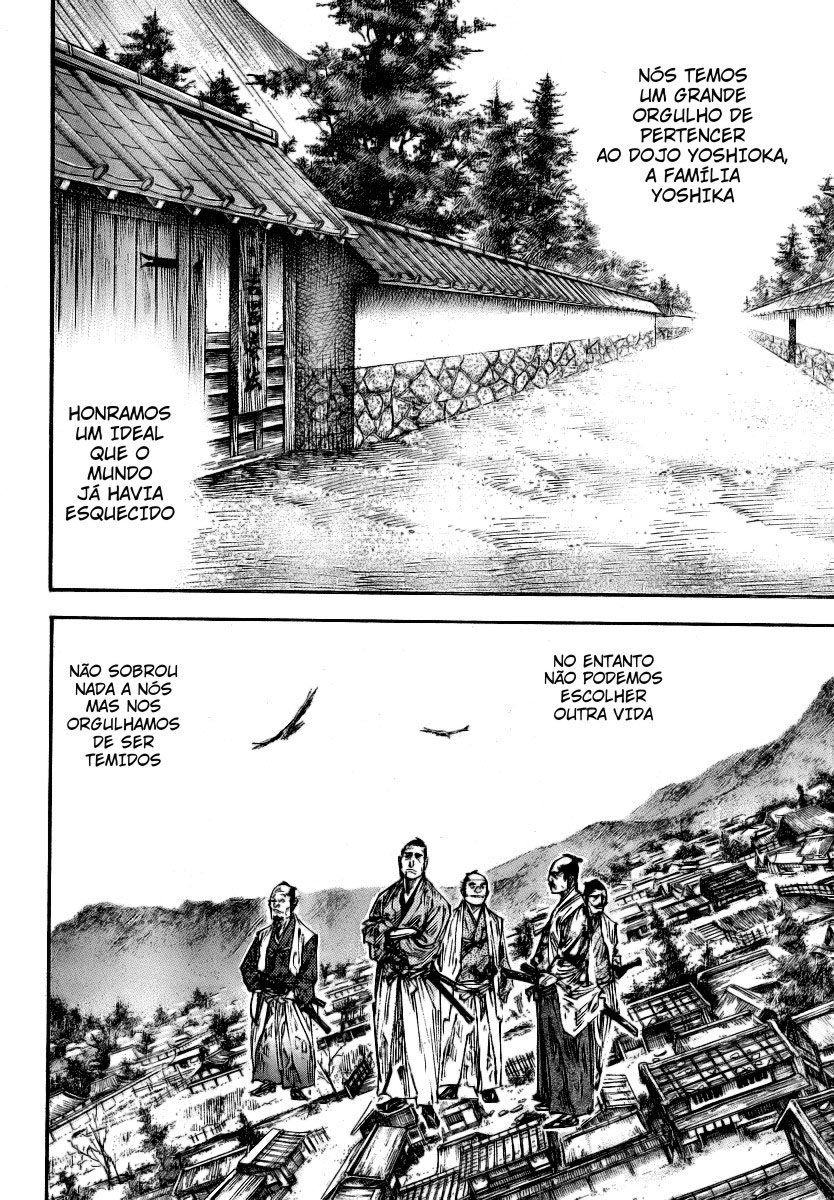 NÓS TEMOS
UM GRANDE
ORGULHO DE
PERTENCER
AO DOJO YOSHIOKA,
A FAMÍLIA
YOSHIKA
HONRAMOS
UM IDEAL
QUE O
MUNDO
JÁ HAVIA
ESQUECIDO
NO ENTANTO
NÃO PODEMOS
ESCOLHER
OUTRA VIDA
NÃO SOBROU
NADA A NÓS
MAS NOS
ORGULHAMOS
DE SER
TEMIDOS